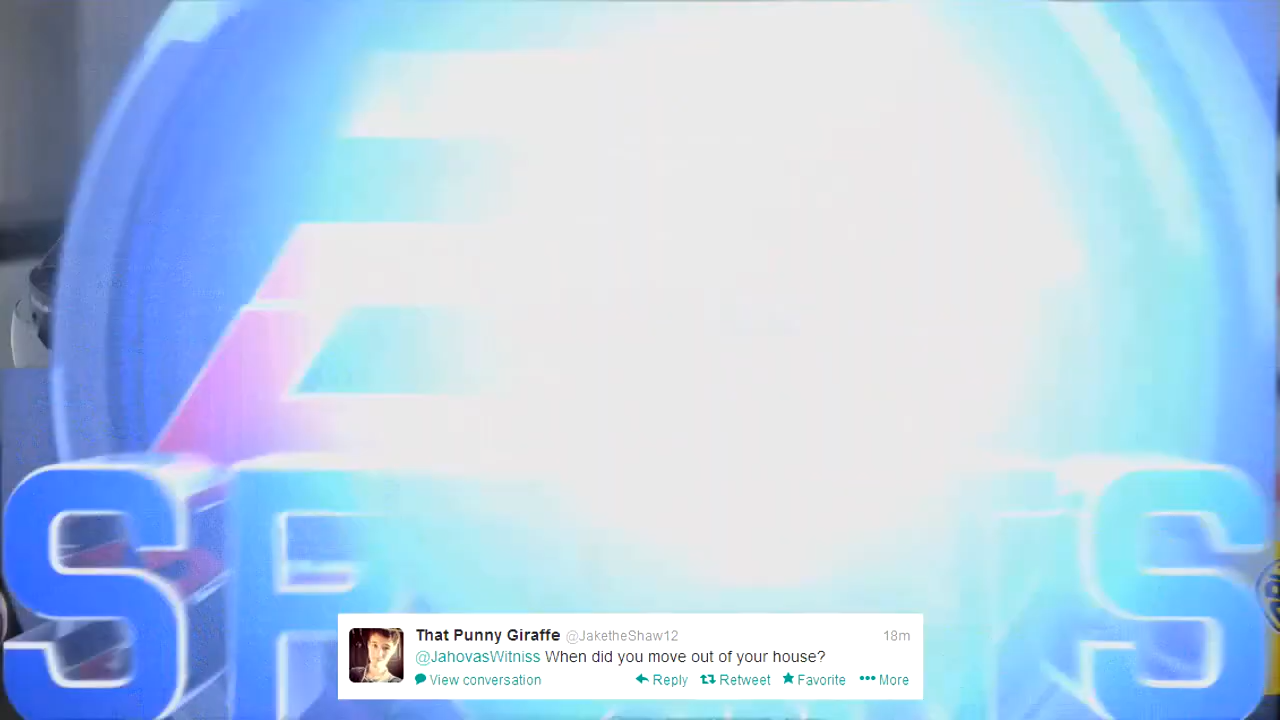 SPORTS
That Punny Giraffe @JaketheShaw12 18m
@JahovasWitniss When did you move out of your house?
View conversation Reply Retweet Favorite More